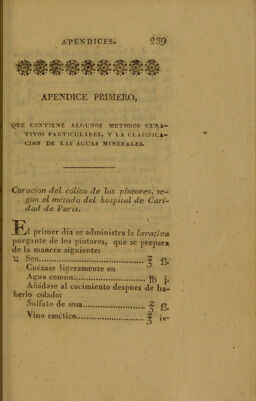 APENDICES. 239
APENDICE PRIMERO,
QUE CONTIENE ALGUNOS METODOS CURA-
TIVOS PARTICULARES, Y LA CLASIFICA-
CION DE LAS AGUAS MINERALES.
Curacion del cólico de los pintores, se-
gun el método del hospital de Cari-
dad de Paris.
El primer dia se administra la lavativa
purgante de los pintores, que se prepara
de la manera siguiente:
♃ Sen........................... ℥ ß.
Cuézase ligeramente en
Agua comun................... ℔ j.
Añádase al cocimiento despues de ha-
berlo colado:
Sulfato de sosa................ ℥ ß.
Vino emético................... ℥ iv.